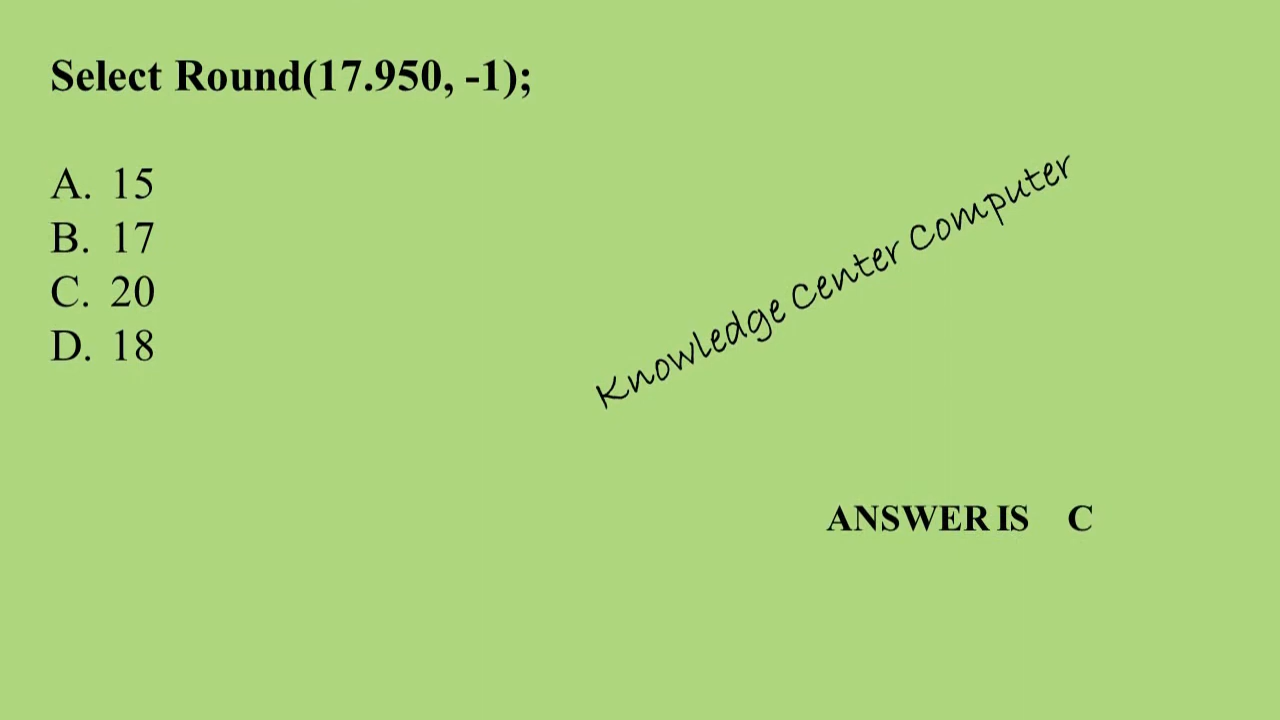 Select Round(17.950, -1);
A. 15
B. 17
C. 20
D. 18
Knowledge Center Computer
ANSWER IS C